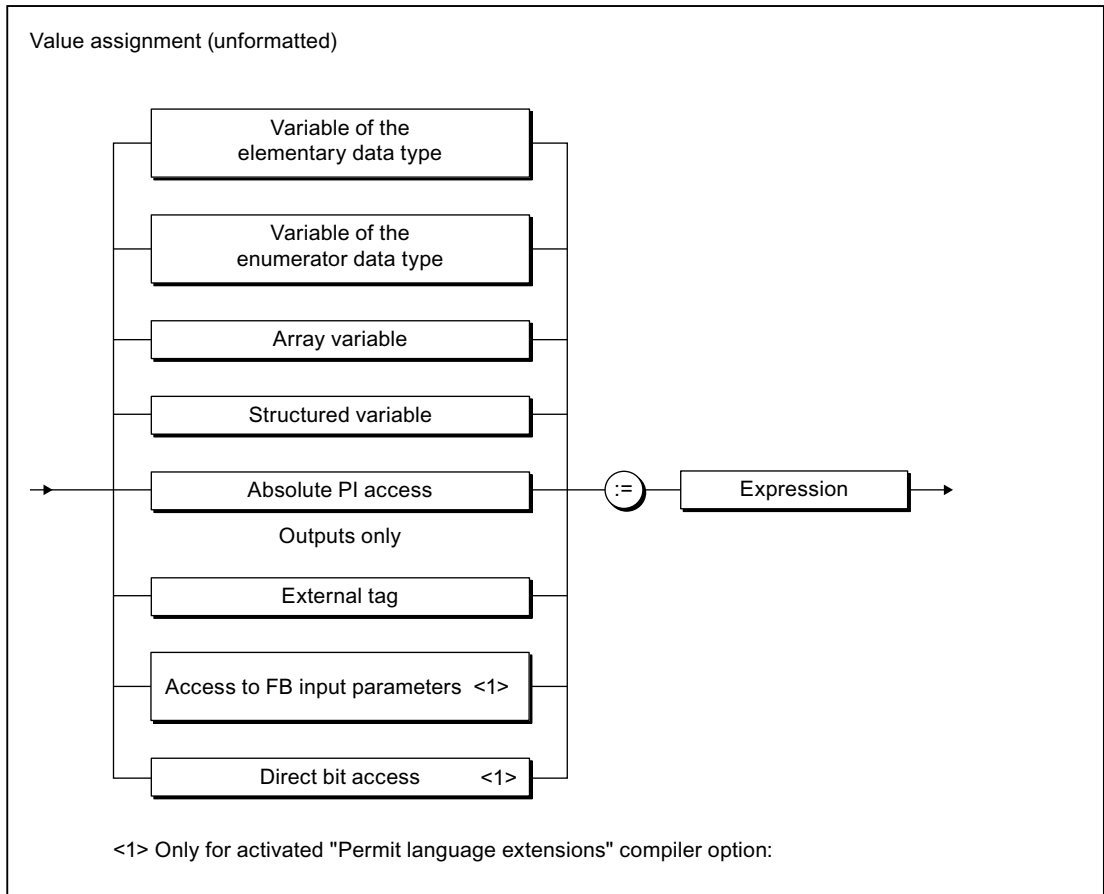 Value assignment (unformatted)
Variable of the
elementary data type
Variable of the
enumerator data type
Array variable
Structured variable
Absolute PI access
:=
Expression
Outputs only
External tag
Access to FB input parameters <1>
Direct bit access <1>
<1> Only for activated "Permit language extensions" compiler option: